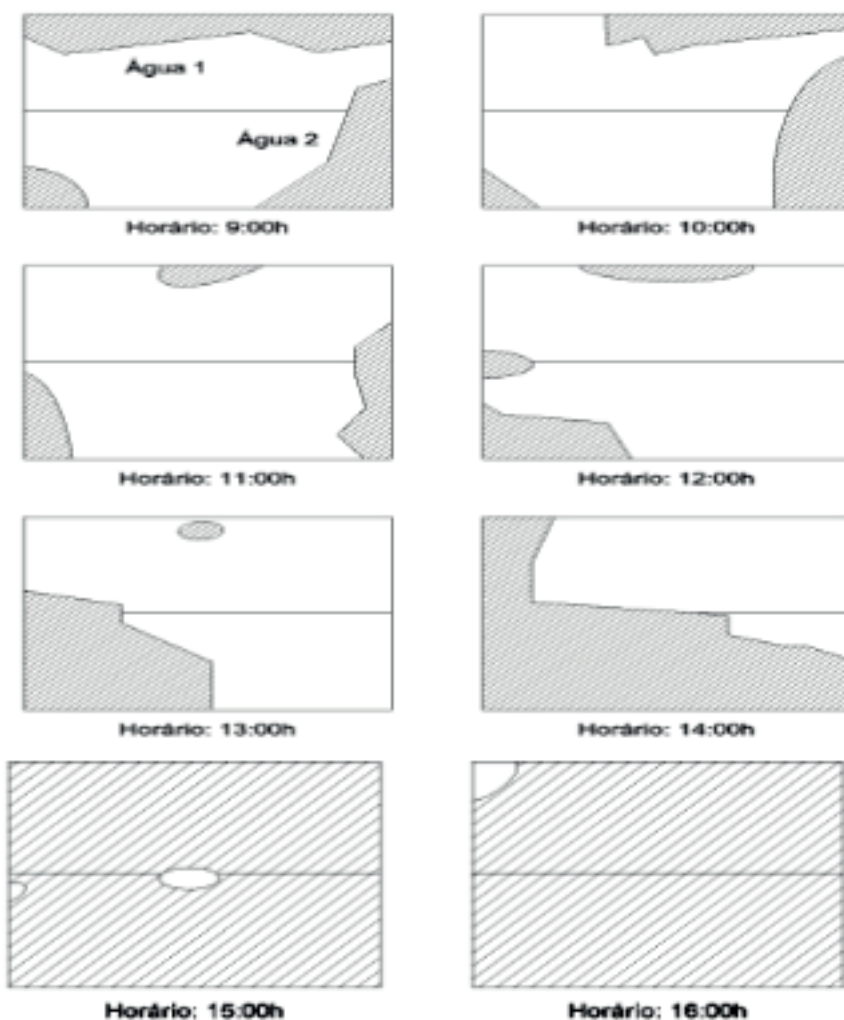 Água 1
Água 2
Horário: 9:00h
Horário: 10:00h
Horário: 11:00h
Horário: 12:00h
Horário: 13:00h
Horário: 14:00h
Horário: 15:00h
Horário: 16:00h